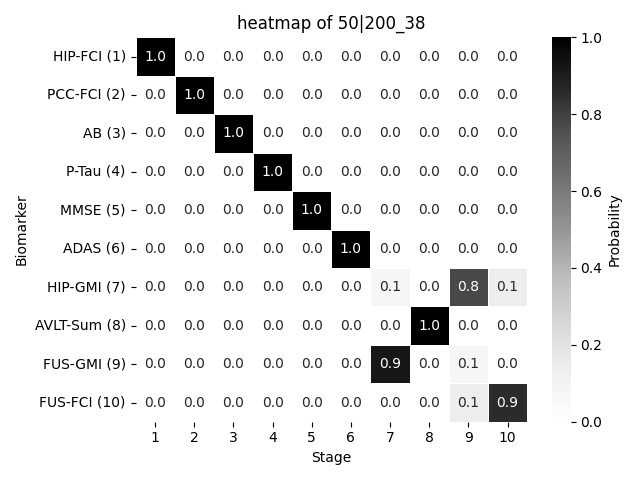 heatmap of 50|200_38
HIP-FCI (1) 1.0 0.0 0.0 0.0 0.0 0.0 0.0 0.0 0.0 0.0
PCC-FCI (2) 0.0 1.0 0.0 0.0 0.0 0.0 0.0 0.0 0.0 0.0
AB (3) 0.0 0.0 1.0 0.0 0.0 0.0 0.0 0.0 0.0 0.0
P-Tau (4) 0.0 0.0 0.0 1.0 0.0 0.0 0.0 0.0 0.0 0.0
MMSE (5) 0.0 0.0 0.0 0.0 1.0 0.0 0.0 0.0 0.0 0.0
ADAS (6) 0.0 0.0 0.0 0.0 0.0 1.0 0.0 0.0 0.0 0.0
HIP-GMI (7) 0.0 0.0 0.0 0.0 0.0 0.0 0.1 0.0 0.8 0.1
AVLT-Sum (8) 0.0 0.0 0.0 0.0 0.0 0.0 0.0 1.0 0.0 0.0
FUS-GMI (9) 0.0 0.0 0.0 0.0 0.0 0.0 0.9 0.0 0.1 0.0
FUS-FCI (10) 0.0 0.0 0.0 0.0 0.0 0.0 0.0 0.0 0.1 0.9
1 2 3 4 5 6 7 8 9 10
Stage
Biomarker
1.0
0.8
0.6
0.4
0.2
0.0
Probability